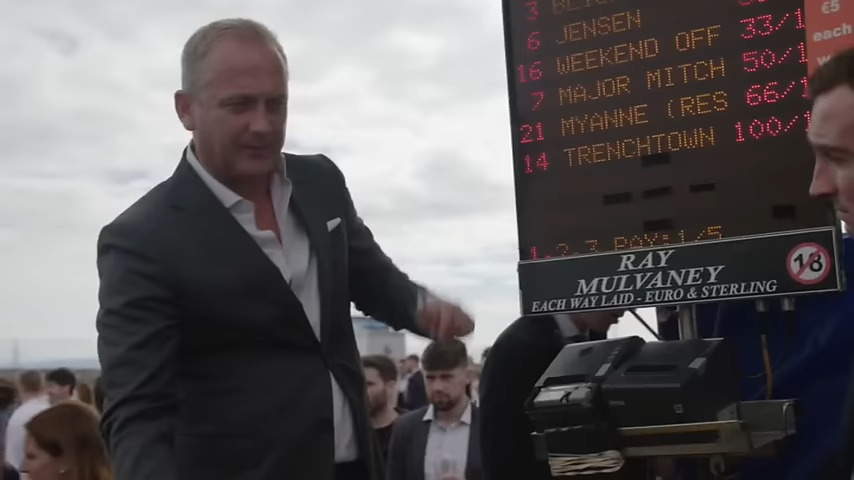 3
6 JENSEN 33/1
16 WEEKEND OFF 50/1
7 MAJOR MITCH 66/1
21 MYANNE (RES 100/1
14 TRENCHTOWN
1,2,3 PAY:1/5
£5
each
RAY
MULVANEY
EACH WAY LAID - EURO & STERLING
18